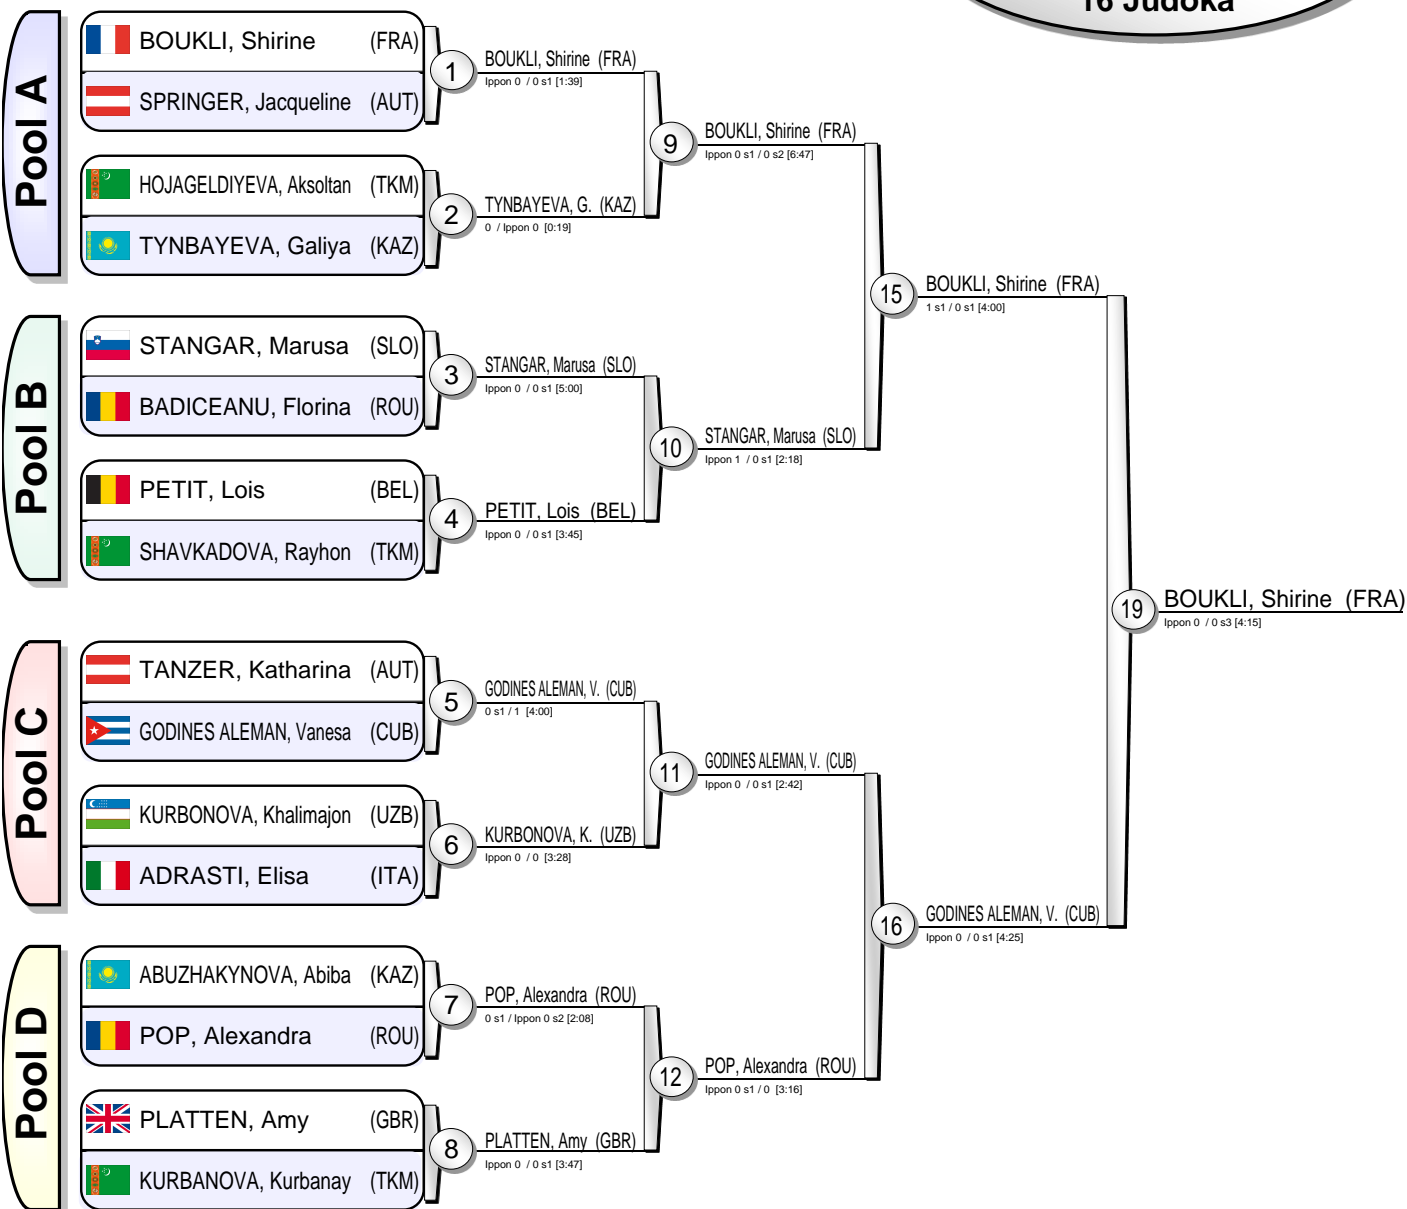 16 Judoka
Pool A
BOUKLI, Shirine (FRA)
SPRINGER, Jacqueline (AUT)
HOJAGELDIYEVA, Aksoltan (TKM)
TYNBAYEVA, Galiya (KAZ)
1
BOUKLI, Shirine (FRA)
Ippon 0 / 0 s1 [1:39]
2
TYNBAYEVA, G. (KAZ)
0 / Ippon 0 [0:19]
9
BOUKLI, Shirine (FRA)
Ippon 0 s1 / 0 s2 [6:47]
Pool B
STANGAR, Marusa (SLO)
BADICEANU, Florina (ROU)
PETIT, Lois (BEL)
SHAVKADOVA, Rayhon (TKM)
3
STANGAR, Marusa (SLO)
Ippon 0 / 0 s1 [5:00]
4
PETIT, Lois (BEL)
Ippon 0 / 0 s1 [3:45]
10
STANGAR, Marusa (SLO)
Ippon 1 / 0 s1 [2:18]
15
BOUKLI, Shirine (FRA)
1 s1 / 0 s1 [4:00]
Pool C
TANZER, Katharina (AUT)
GODINES ALEMAN, Vanesa (CUB)
KURBONOVA, Khalimajon (UZB)
ADRASTI, Elisa (ITA)
5
GODINES ALEMAN, V. (CUB)
0 s1 / 1 [4:00]
6
KURBONOVA, K. (UZB)
Ippon 0 / 0 [3:28]
11
GODINES ALEMAN, V. (CUB)
Ippon 0 / 0 s1 [2:42]
Pool D
ABUZHAKYNOVA, Abiba (KAZ)
POP, Alexandra (ROU)
PLATTEN, Amy (GBR)
KURBANOVA, Kurbanay (TKM)
7
POP, Alexandra (ROU)
0 s1 / Ippon 0 s2 [2:08]
8
PLATTEN, Amy (GBR)
Ippon 0 / 0 s1 [3:47]
12
POP, Alexandra (ROU)
Ippon 0 s1 / 0 [3:16]
16
GODINES ALEMAN, V. (CUB)
Ippon 0 / 0 s1 [4:25]
19
BOUKLI, Shirine (FRA)
Ippon 0 / 0 s3 [4:15]